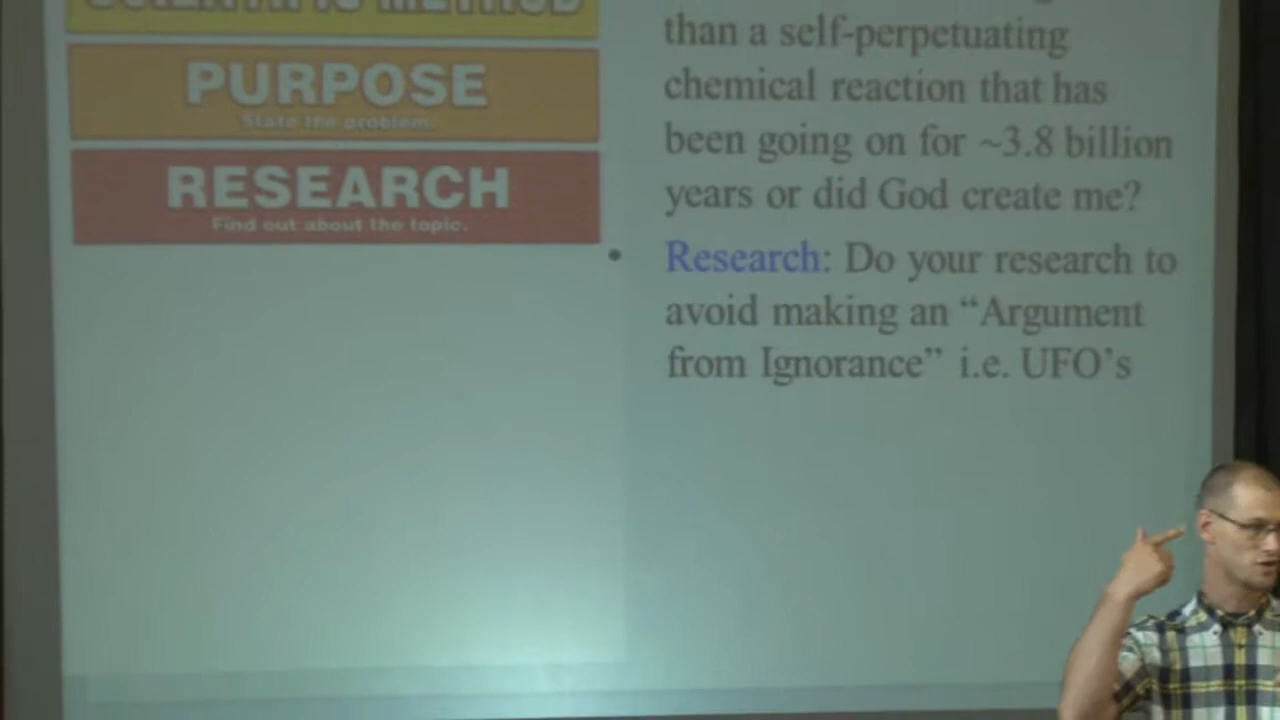 SCIENTIFIC METHOD
PURPOSE
State the problem.
RESEARCH
Find out about the topic.
than a self-perpetuating
chemical reaction that has
been going on for ~3.8 billion
years or did God create me?
• Research: Do your research to
avoid making an “Argument
from Ignorance” i.e. UFO’s